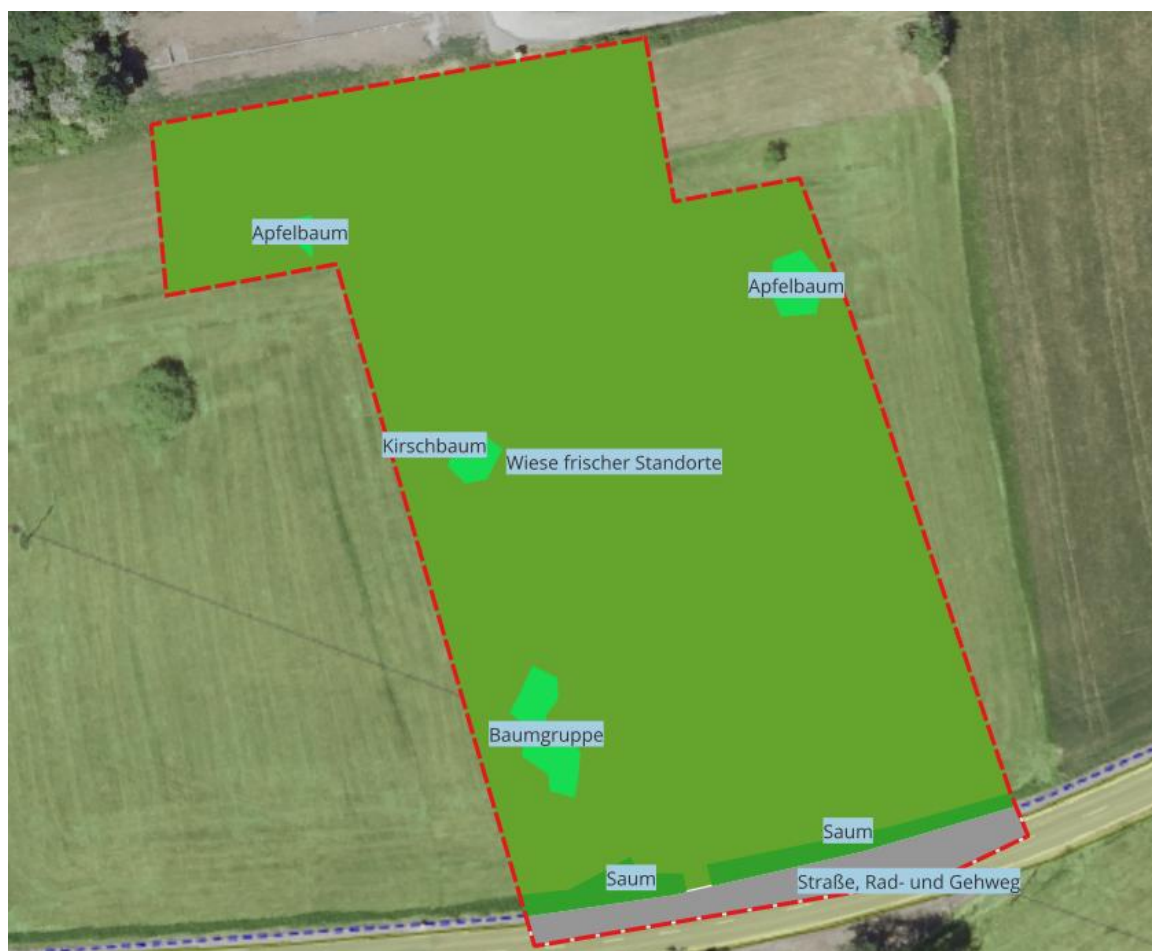 Apfelbaum
Apfelbaum
Kirschbaum
Wiese frischer Standorte
Baumgruppe
Saum
Saum
Straße, Rad- und Gehweg